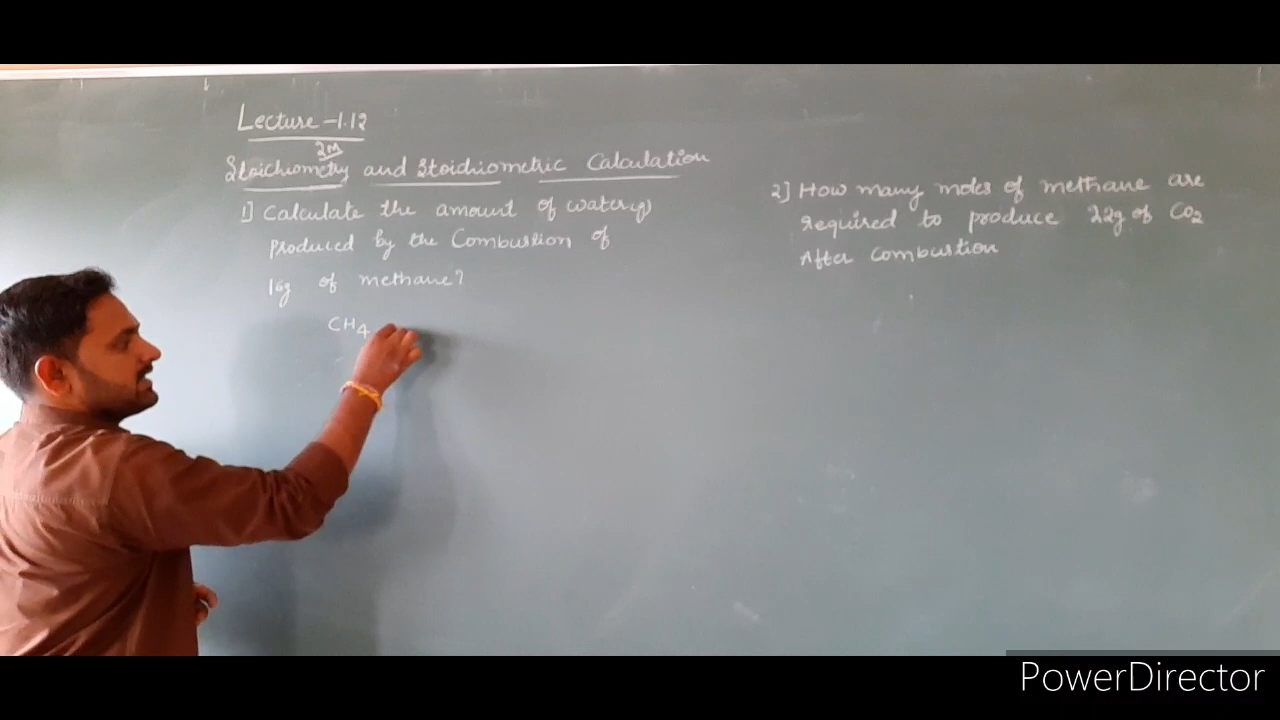 Lecture -1.12
2M
Stoichiometry and Stoichiometric Calculation
1] Calculate the amount of water(g)
Produced by the Combustion of
16g of methane?
CH4
2] How many moles of methane are
required to produce 22g of CO2
After combustion
PowerDirector